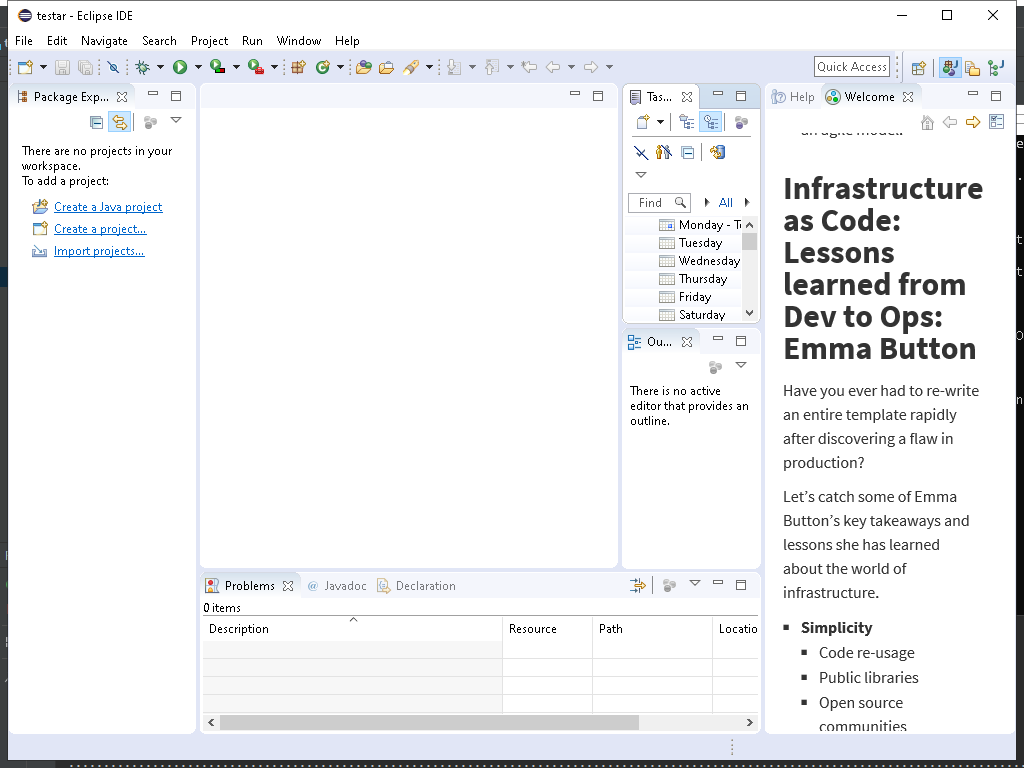 testar - Eclipse IDE
File Edit Navigate Search Project Run Window Help
Quick Access
Package Exp...
There are no projects in your
workspace.
To add a project:
Create a Java project
Create a project...
Import projects...
Tas...
Find All
Monday - T
Tuesday
Wednesday
Thursday
Friday
Saturday
Ou...
There is no active
editor that provides an
outline.
Problems @ Javadoc Declaration
0 items
Description Resource Path Locatio
Help Welcome
an agile model.
Infrastructure
as Code:
Lessons
learned from
Dev to Ops:
Emma Button
Have you ever had to re-write
an entire template rapidly
after discovering a flaw in
production?
Let’s catch some of Emma
Button’s key takeaways and
lessons she has learned
about the world of
infrastructure.
Simplicity
Code re-usage
Public libraries
Open source
communities